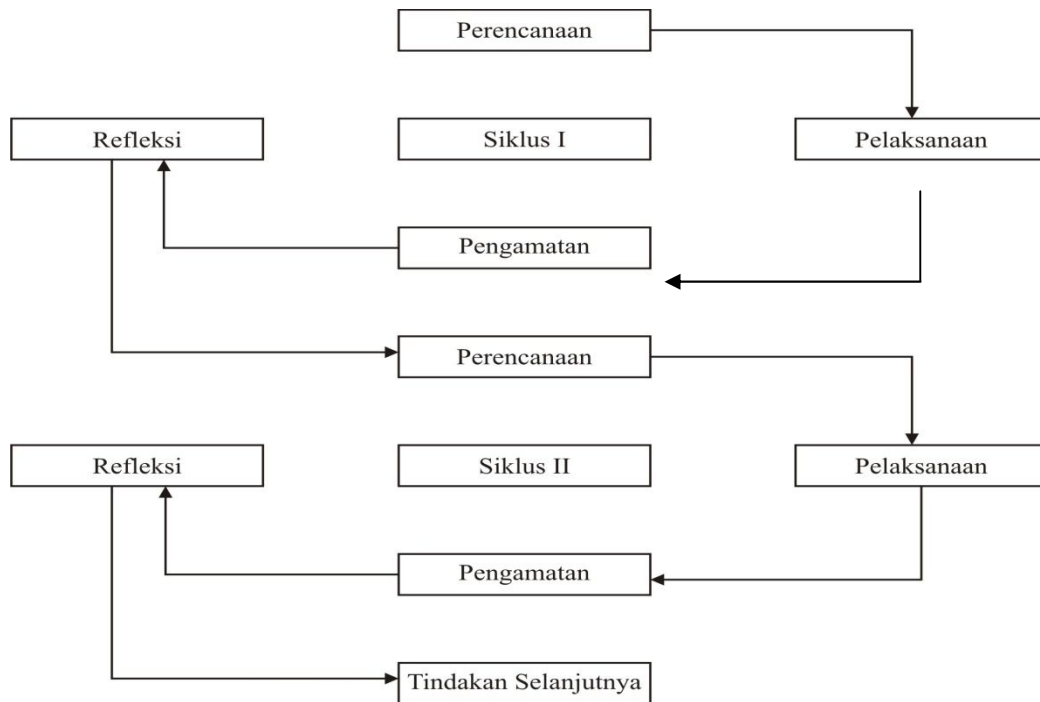 Perencanaan
Refleksi
Siklus I
Pelaksanaan
Pengamatan
Perencanaan
Refleksi
Siklus II
Pelaksanaan
Pengamatan
Tindakan Selanjutnya